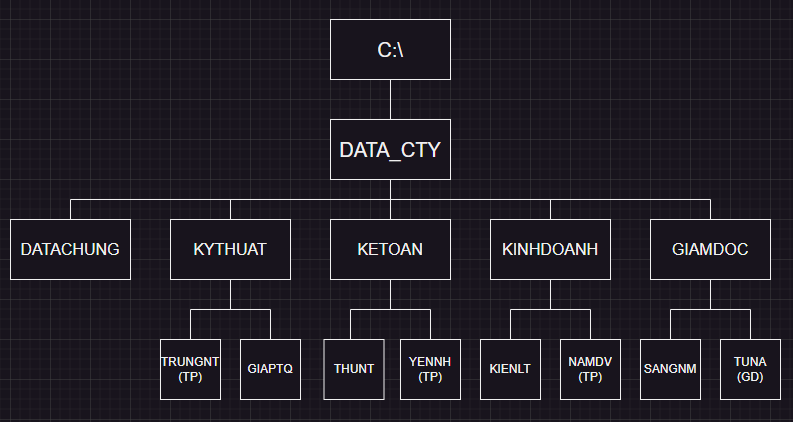 C:\
DATA_CTY
DATACHUNG
KYTHUAT
KETOAN
KINHDOANH
GIAMDOC
TRUNGNT
(TP)
GIAPTQ
THUNT
YENNH
(TP)
KIENLT
NAMDV
(TP)
SANGNM
TUNA
(GD)